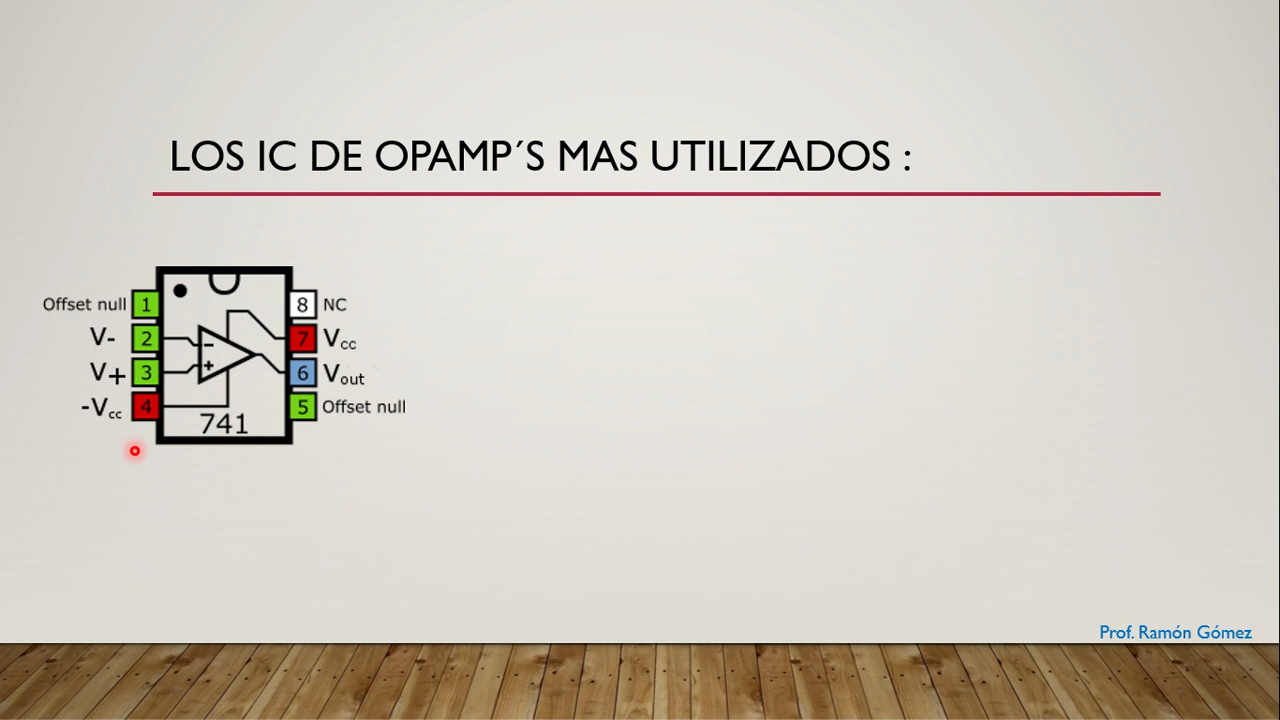 LOS IC DE OPAMP´S MAS UTILIZADOS :
Offset null 1 8 NC
V- 2 7 Vcc
V+ 3 6 Vout
-Vcc 4 5 Offset null
- +
741
Prof. Ramón Gómez